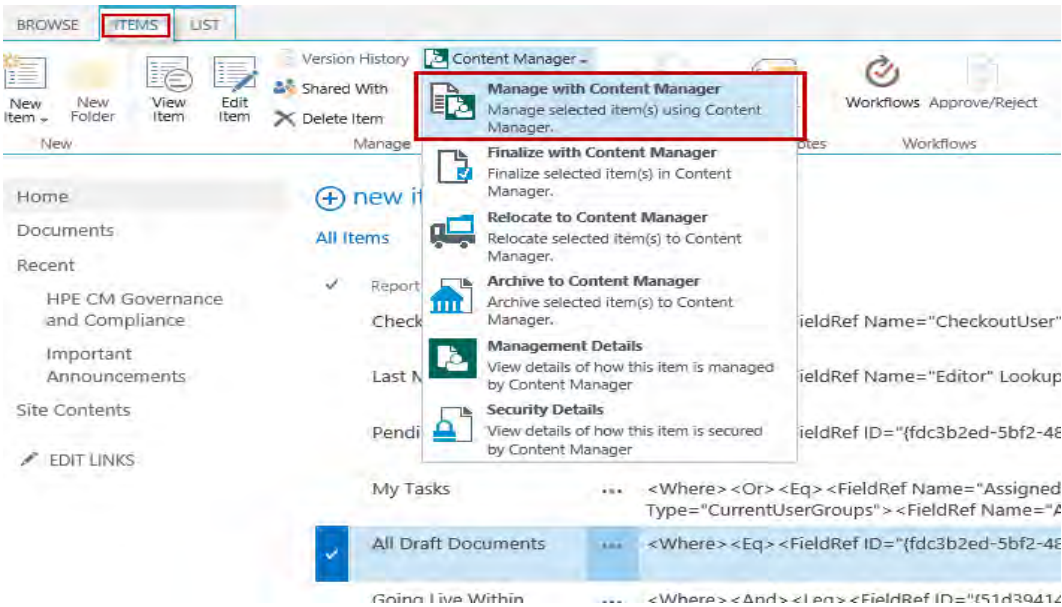 BROWSE ITEMS LIST
Version History Content Manager
Shared With
Delete Item
New Item
New Folder
View Item
Edit Item
Workflows Approve/Reject
New Manage Workflows
Manage with Content Manager
Manage selected item(s) using Content
Manager.
Finalize with Content Manager
Finalize selected item(s) in Content
Manager.
Relocate to Content Manager
Relocate selected item(s) to Content
Manager.
Archive to Content Manager
Archive selected item(s) to Content
Manager.
Management Details
View details of how this item is managed
by Content Manager
Security Details
View details of how this item is secured
by Content Manager
Home
Documents
Recent
HPE CM Governance
and Compliance
Important
Announcements
Site Contents
EDIT LINKS
new
All Items
Report
Check ieldRef Name="CheckoutUser"
Last ieldRef Name="Editor" Lookup
Pendi ieldRef ID="{fdc3b2ed-5bf2-48
My Tasks ... <Where><Or><Eq><FieldRef Name="Assigned
Type="CurrentUserGroups"><FieldRef Name="A
All Draft Documents ... <Where><Eq><FieldRef ID="{fdc3b2ed-5bf2-48
Going Live Within ... <Where><And><Leq><FieldRef ID="{51d39414